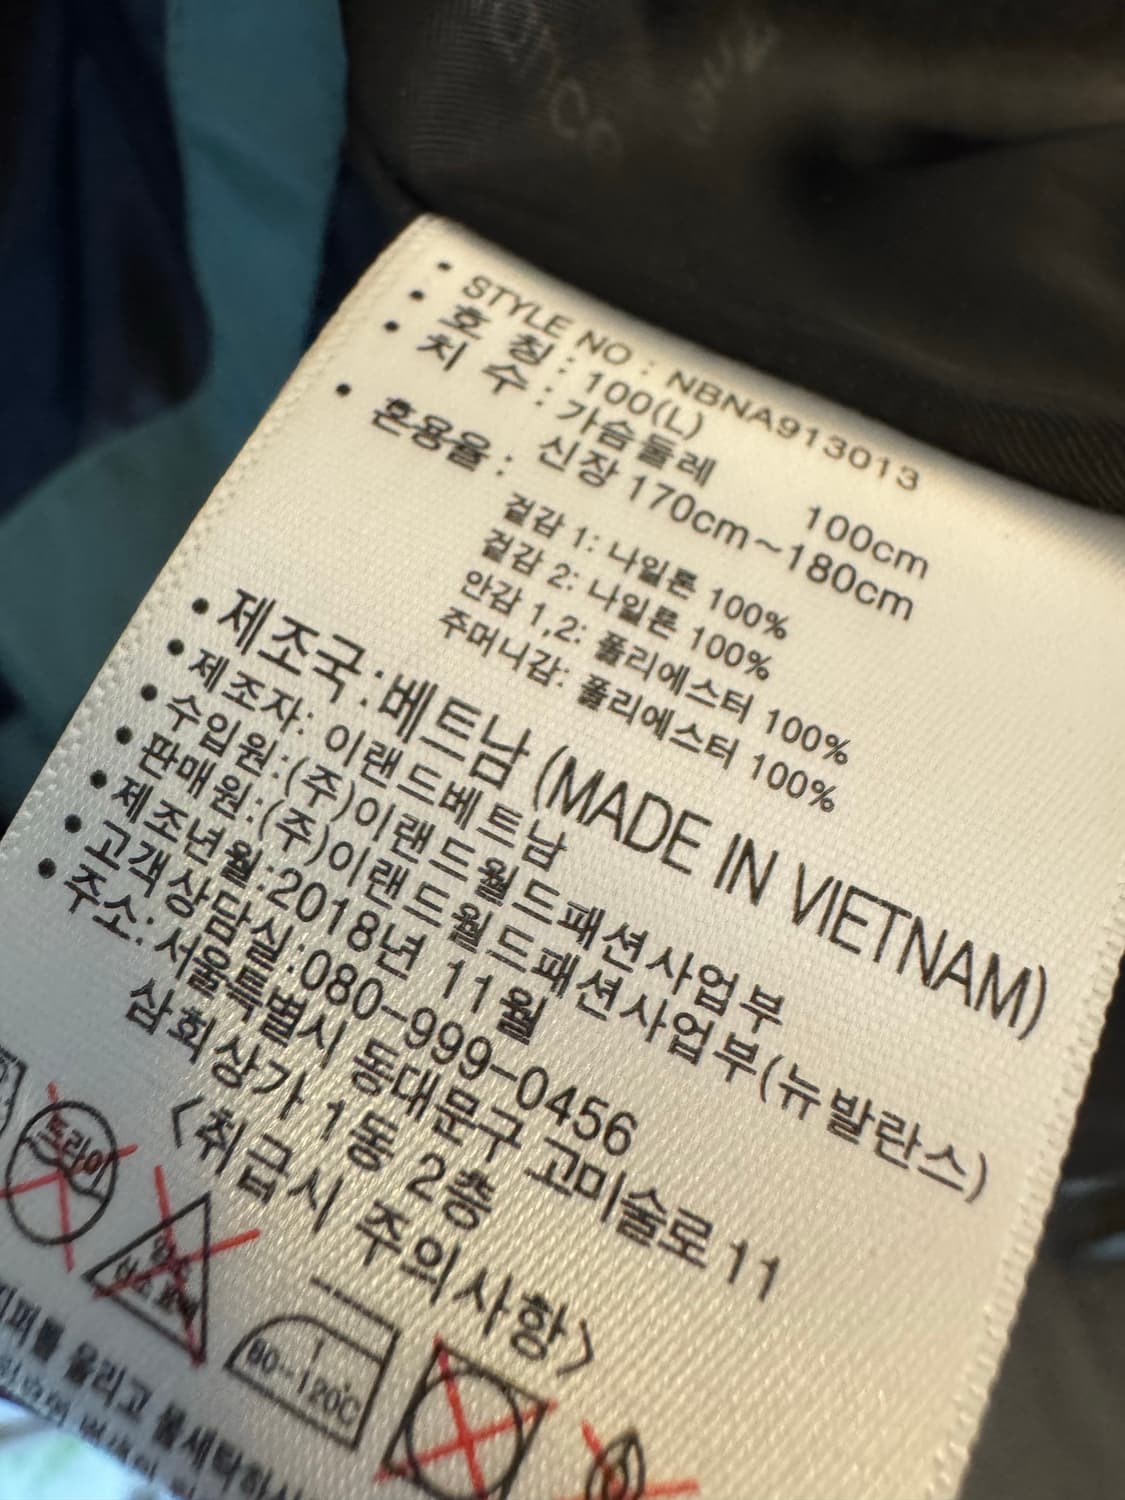 • STYLE NO : NBNA913013
• 호 칭 : 100(L)
• 치 수 : 가슴둘레 100cm
신장 170cm~180cm
• 혼용율 :
겉감 1: 나일론 100%
겉감 2: 나일론 100%
안감 1,2: 폴리에스터 100%
주머니감: 폴리에스터 100%
• 제조국:베트남 (MADE IN VIETNAM)
• 제조자: 이랜드베트남
• 수입원:(주)이랜드월드패션사업부
• 판매원:(주)이랜드월드패션사업부(뉴발란스)
• 제조년월:2018년 11월
• 고객상담실:080-999-0456
• 주소: 서울특별시 동대문구 고미술로 11
삼희상가 1동 2층
<취급시 주의사항>
드라이
80~120℃
올리고